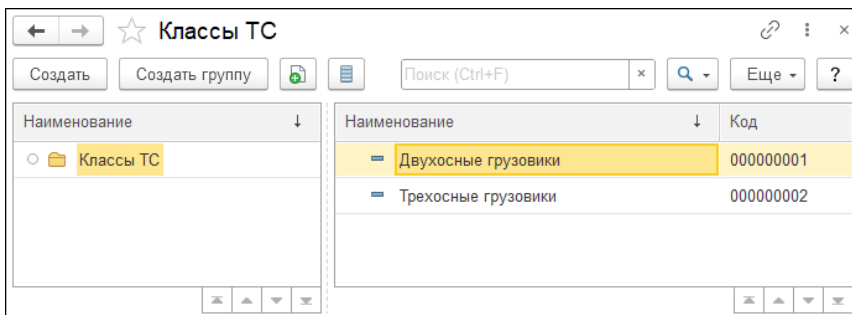 Классы ТС
Создать Создать группу Поиск (Ctrl+F) × Еще ?
Наименование ↓ Наименование ↓ Код
Классы ТС Двухосные грузовики 000000001
Трехосные грузовики 000000002